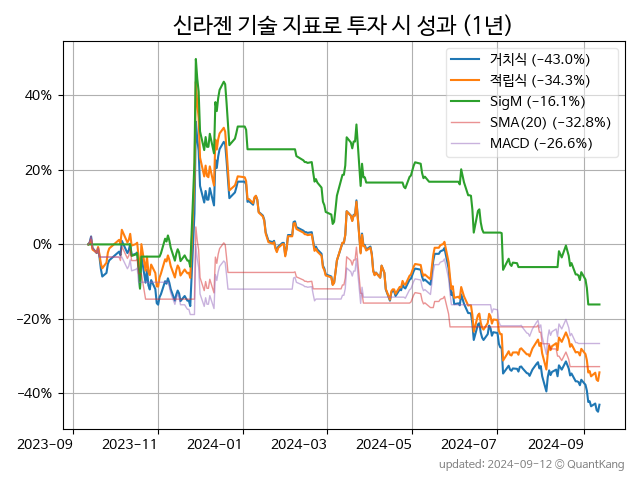 신라젠 기술 지표로 투자 시 성과 (1년)
거치식 (−43.0%)
적립식 (−34.3%)
SigM (−16.1%)
SMA(20) (−32.8%)
MACD (−26.6%)
40%
20%
0%
−20%
−40%
2023-09 2023-11 2024-01 2024-03 2024-05 2024-07 2024-09
updated: 2024-09-12 ⓒ QuantKang